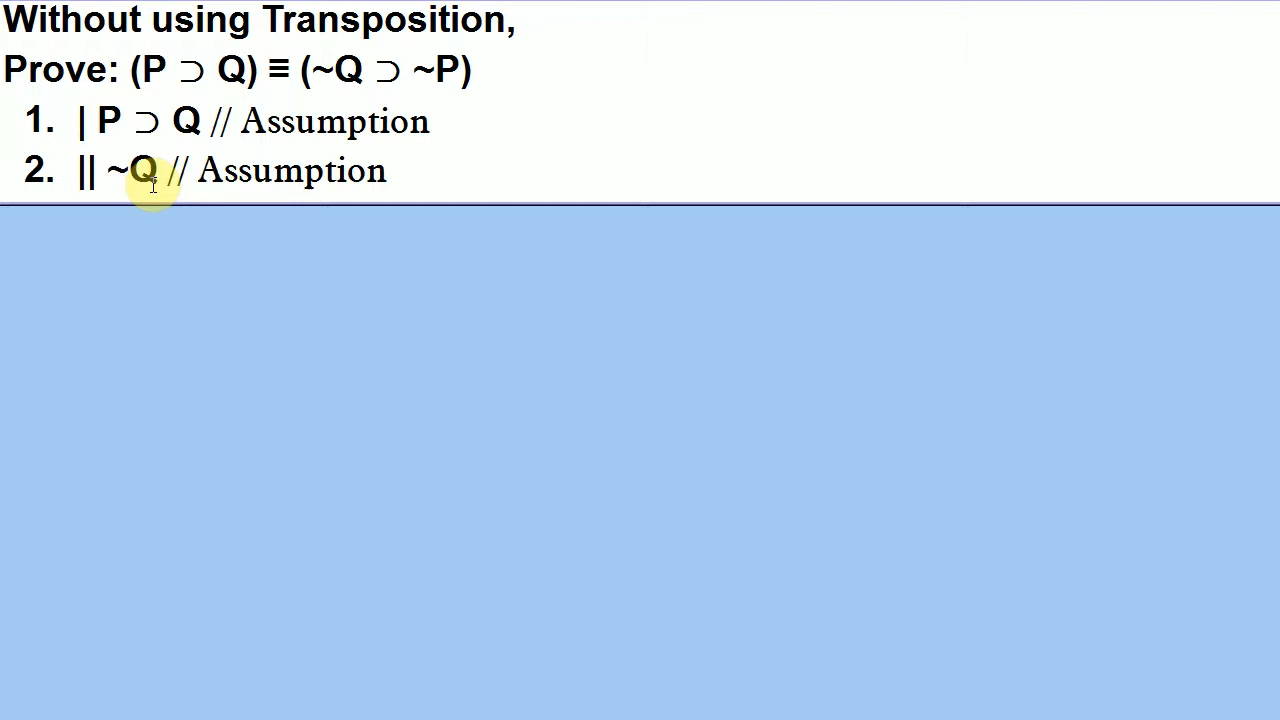 Without using Transposition,
Prove: (P ⊃ Q) ≡ (~Q ⊃ ~P)
1. | P ⊃ Q // Assumption
2. || ~Q // Assumption